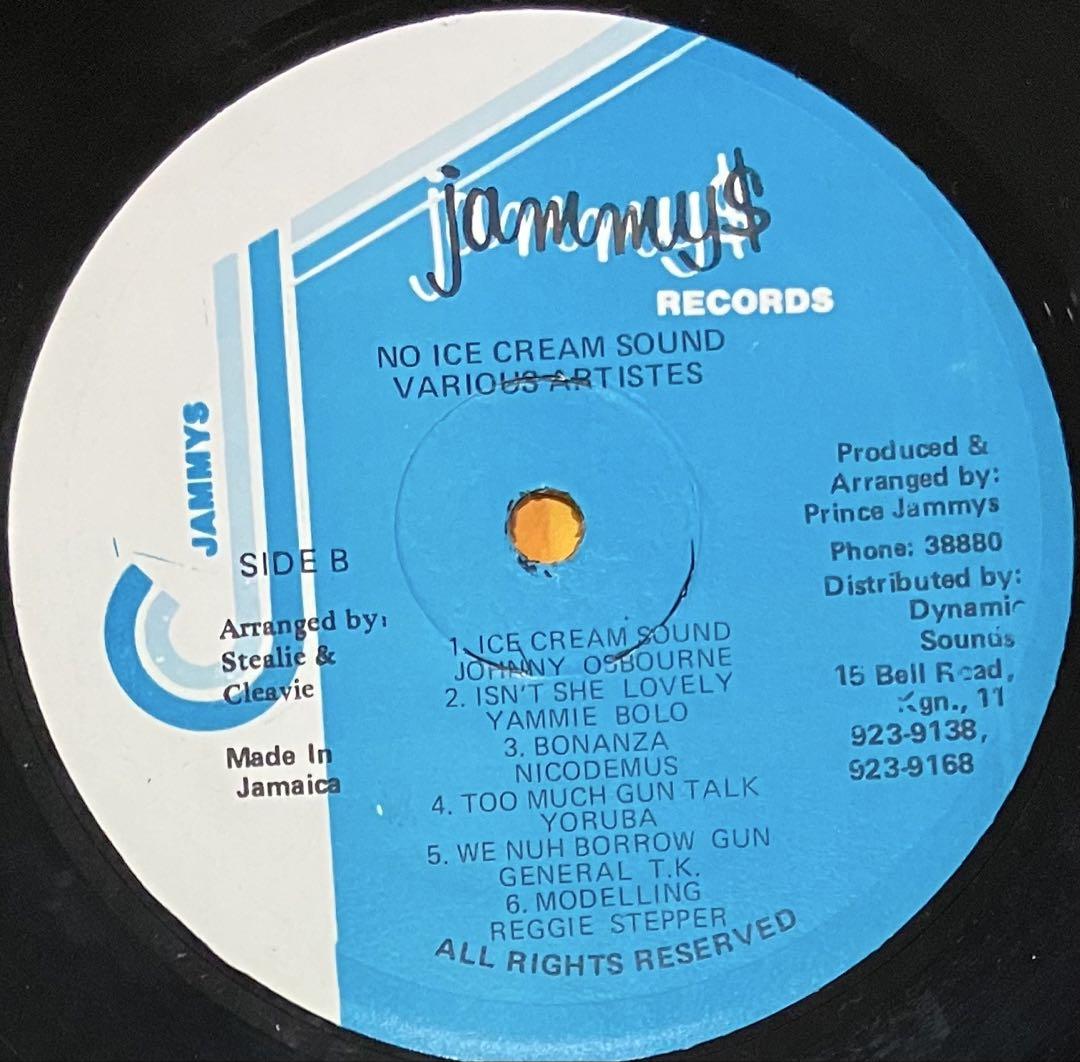 jammy$
RECORDS
NO ICE CREAM SOUND
VARIOUS ARTISTES
JAMMYS
SIDE B
Arranged by:
Stealie &
Cleavie
Made In
Jamaica
Produced &
Arranged by:
Prince Jammys
Phone: 38880
Distributed by:
Dynamic
Sounds
15 Bell Road,
Kgn., 11
923-9138,
923-9168
1. ICE CREAM SOUND
JOHNNY OSBOURNE
2. ISN'T SHE LOVELY
YAMMIE BOLO
3. BONANZA
NICODEMUS
4. TOO MUCH GUN TALK
YORUBA
5. WE NUH BORROW GUN
GENERAL T.K.
6. MODELLING
REGGIE STEPPER
ALL RIGHTS RESERVED